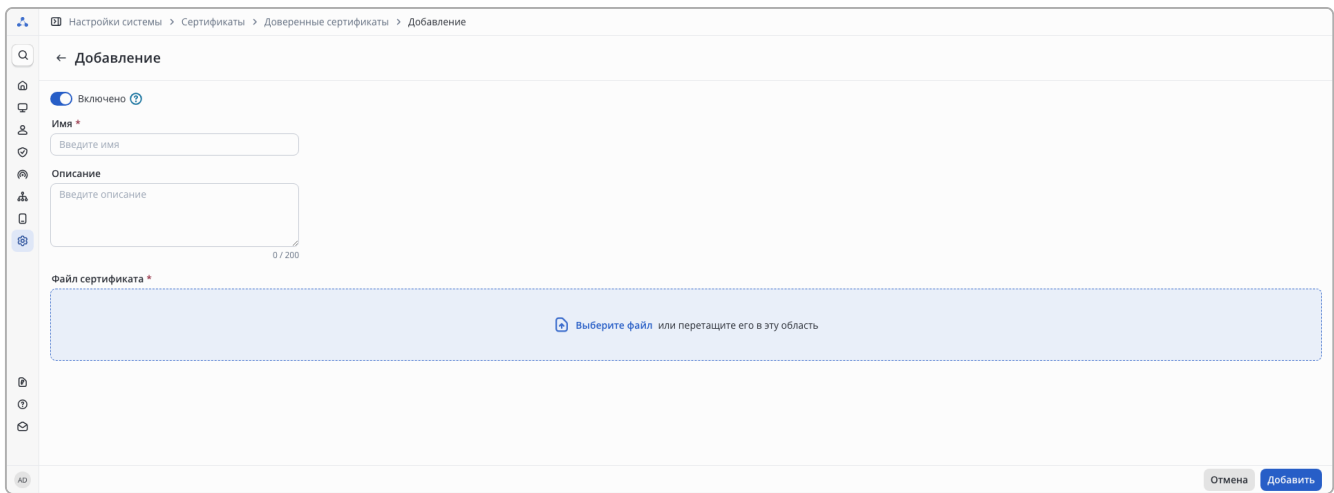 Настройки системы > Сертификаты > Доверенные сертификаты > Добавление
← Добавление
Включено ?
Имя *
Введите имя
Описание
Введите описание
0 / 200
Файл сертификата *
Выберите файл или перетащите его в эту область
AD
Отмена Добавить